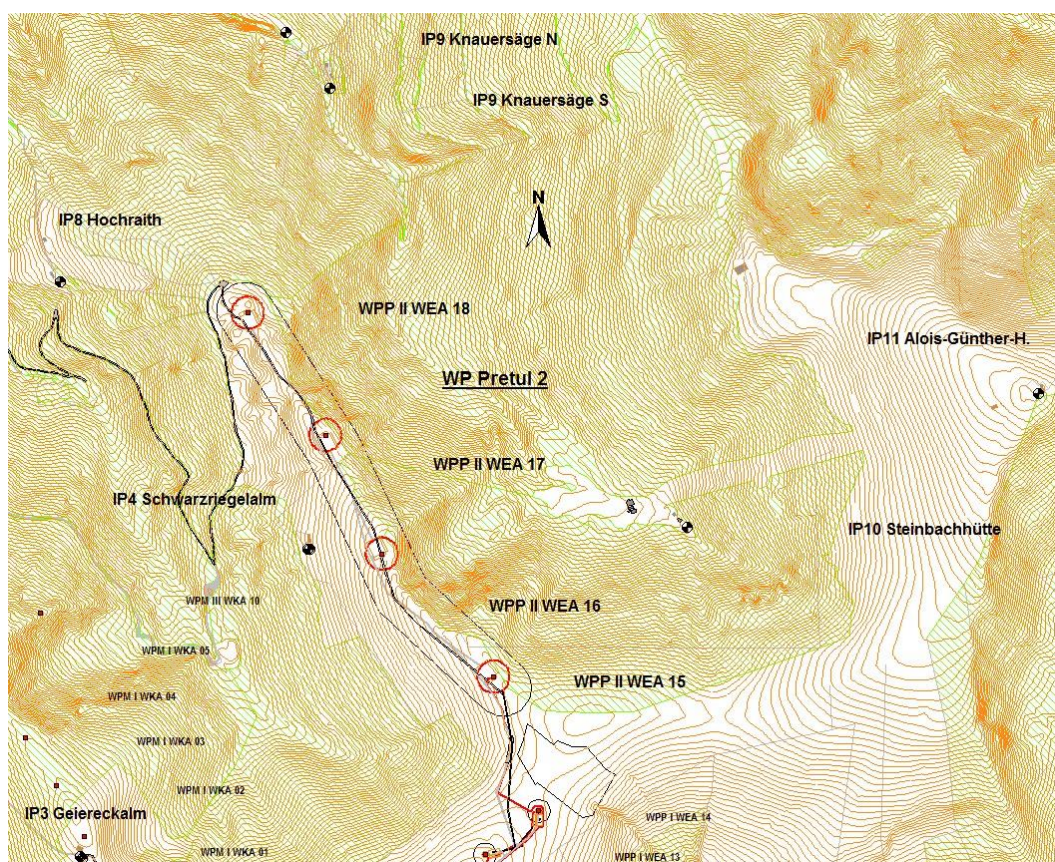 IP9 Knauersäge N
IP9 Knauersäge S
N
IP8 Hochraith
WPP II WEA 18
IP11 Alois-Günther-H.
WP Pretul 2
WPP II WEA 17
IP4 Schwarzriegelalm
IP10 Steinbachhütte
WPM III WKA 10
WPP II WEA 16
WPM I WKA 05
WPP II WEA 15
WPM I WKA 04
WPM I WKA 03
WPM I WKA 02
IP3 Geiereckalm
WPP I WEA 14
WPM I WKA 01
WPP I WEA 13